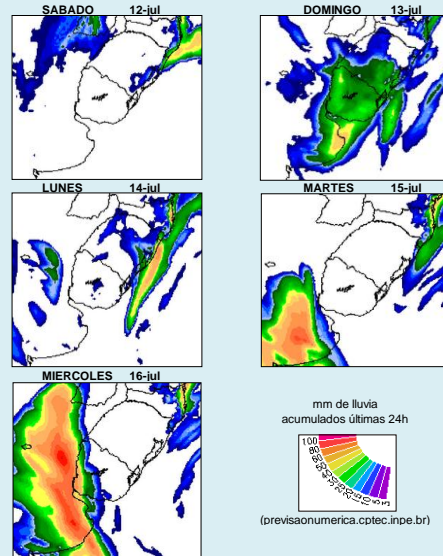 SABADO 12-jul
DOMINGO 13-jul
LUNES 14-jul
MARTES 15-jul
MIERCOLES 16-jul
mm de lluvia
acumulados últimas 24h
100
80
(previsaonumerica.cptec.inpe.br)